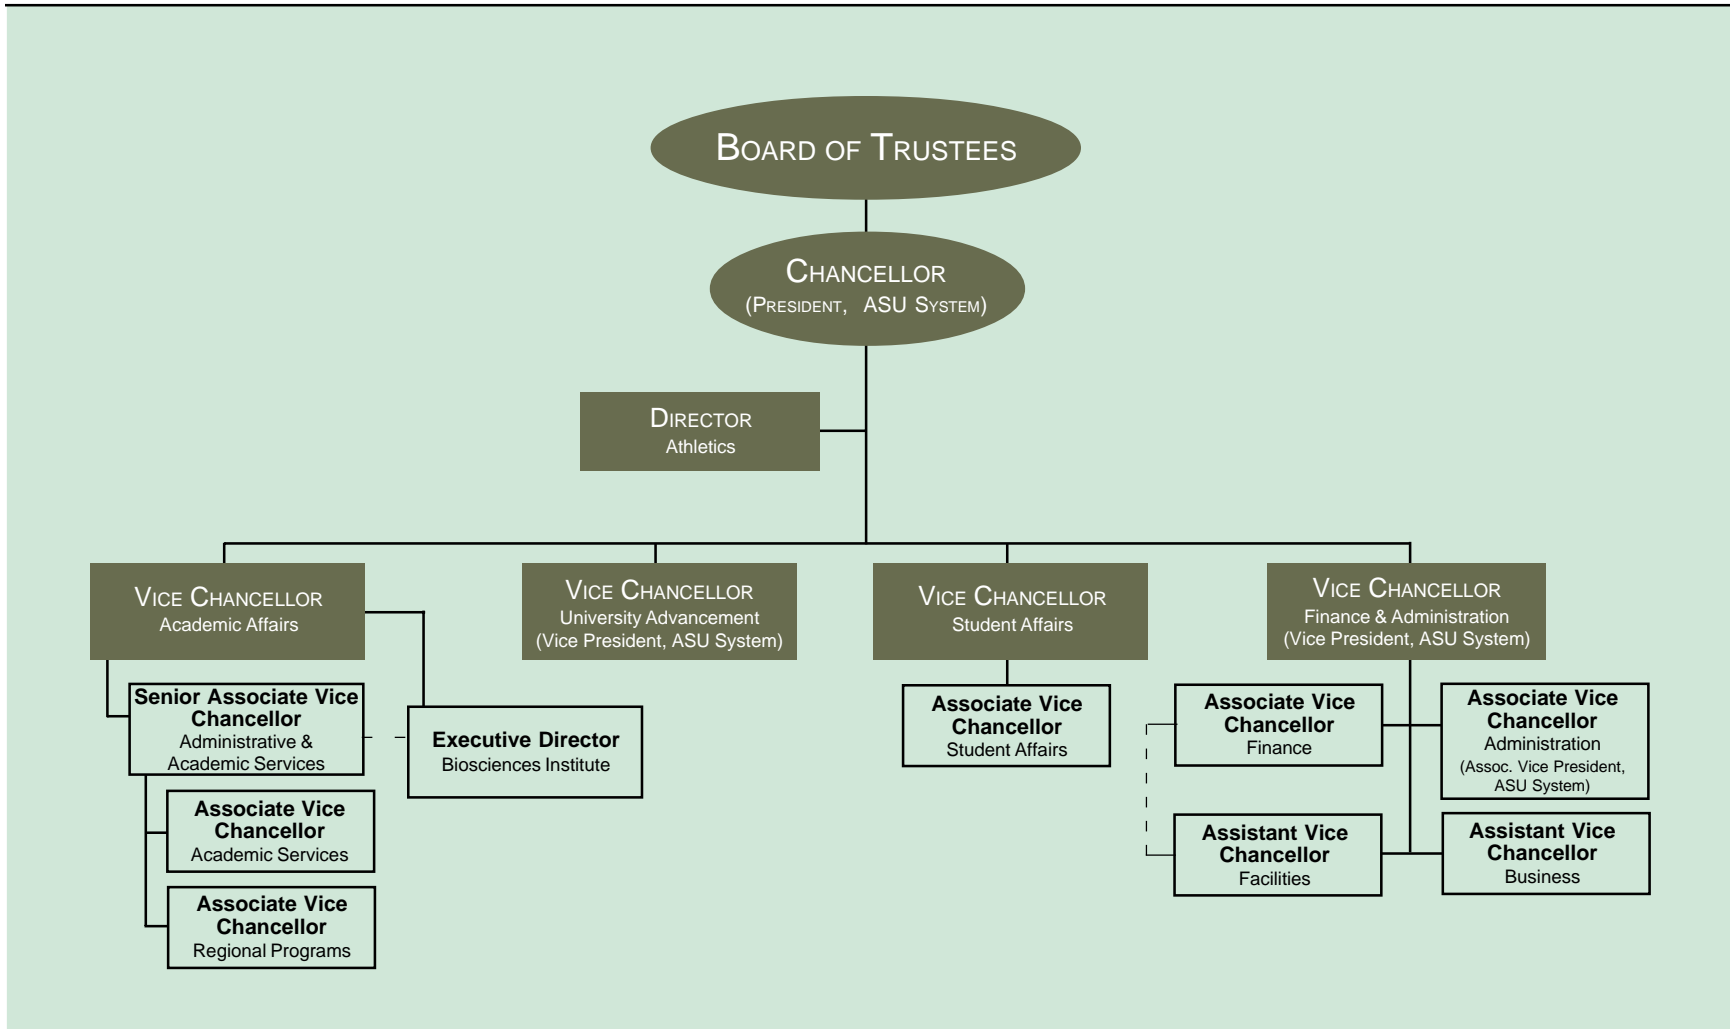 BOARD OF TRUSTEES
CHANCELLOR
(PRESIDENT, ASU SYSTEM)
DIRECTOR
Athletics
VICE CHANCELLOR
Academic Affairs
VICE CHANCELLOR
University Advancement
(Vice President, ASU System)
VICE CHANCELLOR
Student Affairs
VICE CHANCELLOR
Finance & Administration
(Vice President, ASU System)
Senior Associate Vice
Chancellor
Administrative &
Academic Services
Executive Director
Biosciences Institute
Associate Vice
Chancellor
Academic Services
Associate Vice
Chancellor
Regional Programs
Associate Vice
Chancellor
Student Affairs
Associate Vice
Chancellor
Finance
Associate Vice
Chancellor
Administration
(Assoc. Vice President,
ASU System)
Assistant Vice
Chancellor
Facilities
Assistant Vice
Chancellor
Business